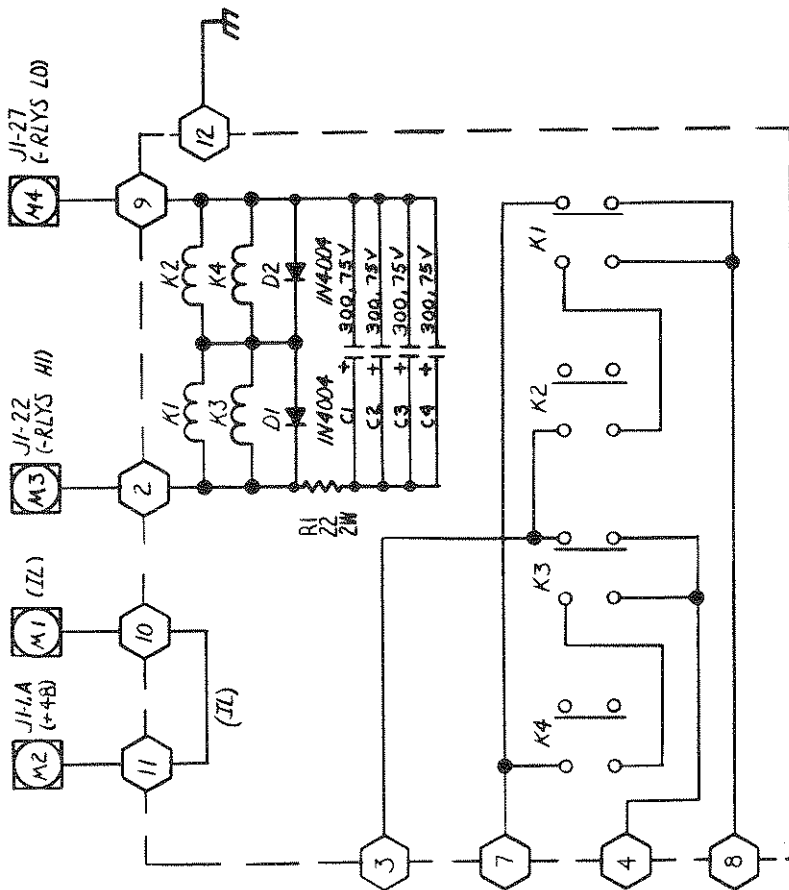 M2
J1-1,A
(+48)
M1
(IL)
M3
J1-22
(-RLYS HI)
M4
J1-27
(-RLYS LO)
11
10
2
9
12
(IL)
K1
K2
K3
K4
D1
D2
1N4004
1N4004
R1
22
2W
C1 + 300, 75V
C2 + 300, 75V
C3 + 300, 75V
C4 + 300, 75V
3
7
4
8
K4
K3
K2
K1